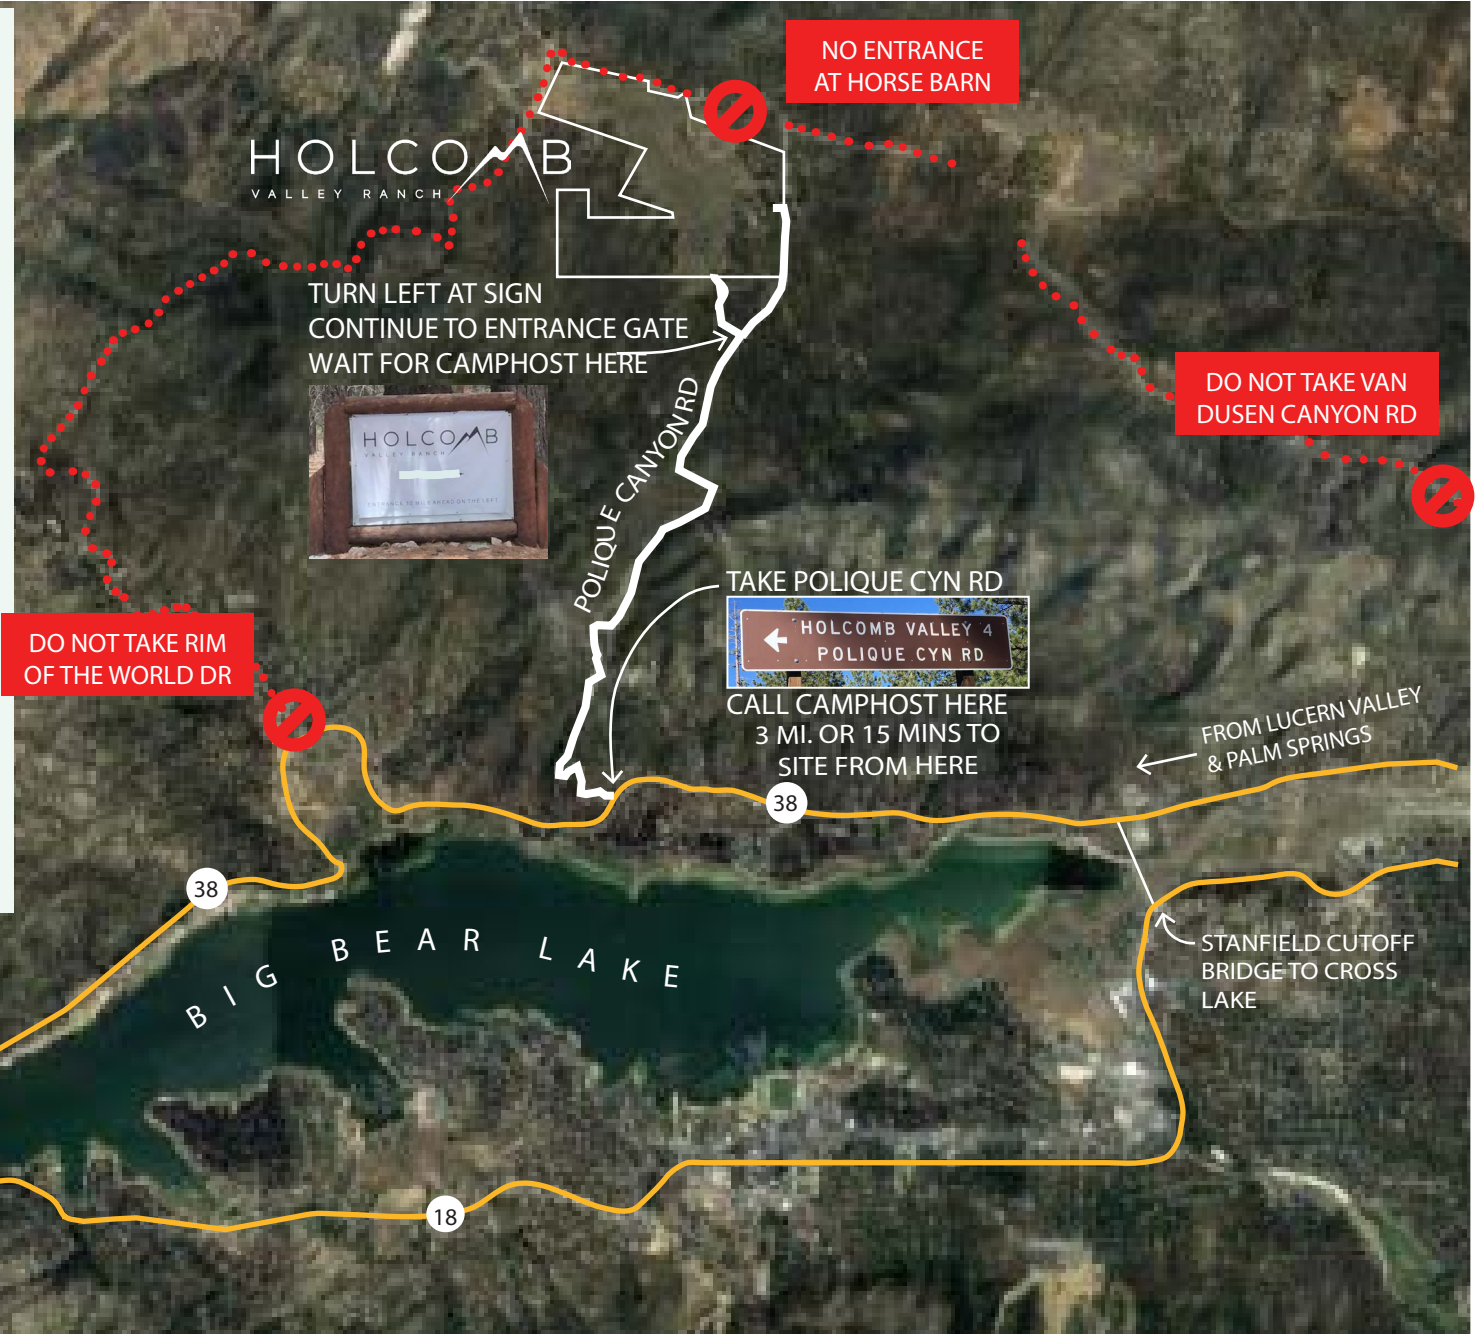 NO ENTRANCE
AT HORSE BARN
HOLCOMB
VALLEY RANCH
TURN LEFT AT SIGN
CONTINUE TO ENTRANCE GATE
WAIT FOR CAMPHOST HERE
DO NOT TAKE VAN
DUSEN CANYON RD
HOLCOMB
VALLEY RANCH
POLIQUE CANYON RD
TAKE POLIQUE CYN RD
HOLCOMB VALLEY 4
POLIQUE CYN RD
DO NOT TAKE RIM
OF THE WORLD DR
CALL CAMPHOST HERE
3 MI. OR 15 MINS TO
SITE FROM HERE
FROM LUCERN VALLEY
& PALM SPRINGS
38
38
BIG BEAR LAKE
STANFIELD CUTOFF
BRIDGE TO CROSS
LAKE
18